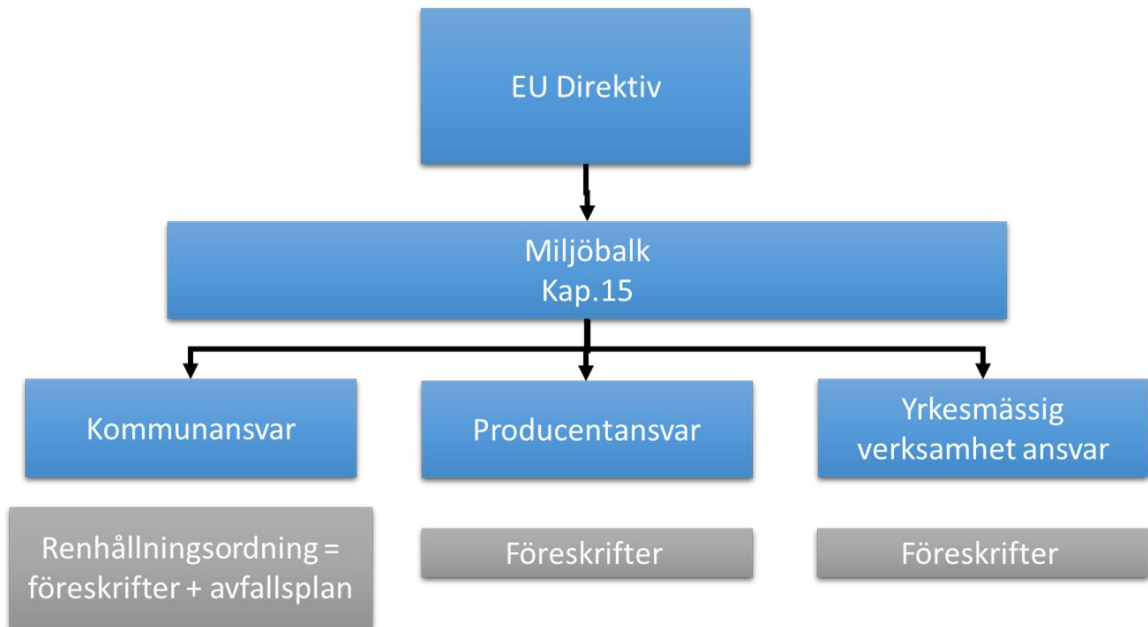 EU Direktiv
Miljöbalk
Kap.15
Kommunansvar
Producentansvar
Yrkesmässig
verksamhet ansvar
Renhållningsordning =
föreskrifter + avfallsplan
Föreskrifter
Föreskrifter